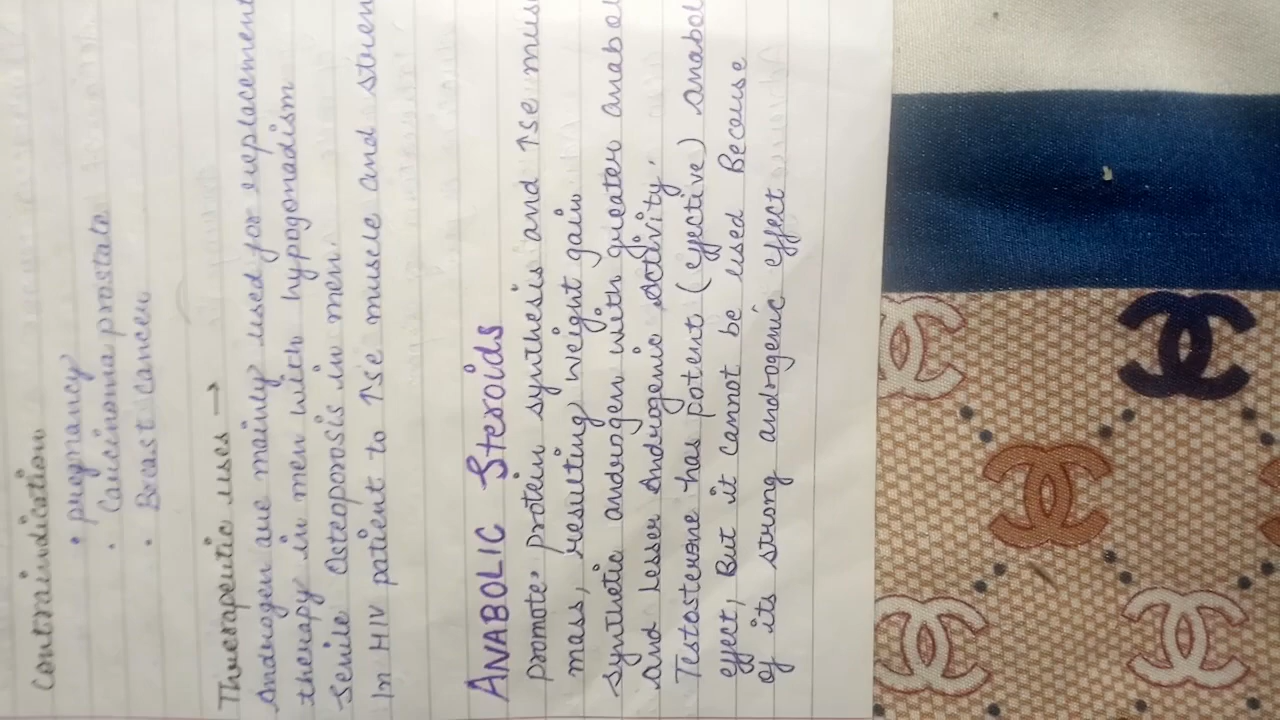 Contraindication
• pregnancy
• Carcinoma prostate
• Breast cancer
Therapeutic uses →
Androgen are mainly used for replacement
therapy in men with hypogonadism
Senile Osteoporosis in men.
In HIV patient to ↑se muscle and stren
ANABOLIC Steroids
promote protein synthesis and ↑se mus
mas, resulting weight gain
synthetic androgen with greater anabol
and lesser Androgenic activity.
Testosterone has potent (effective) anabol
effect, But it cannot be used Because
of its strong androgenic effect